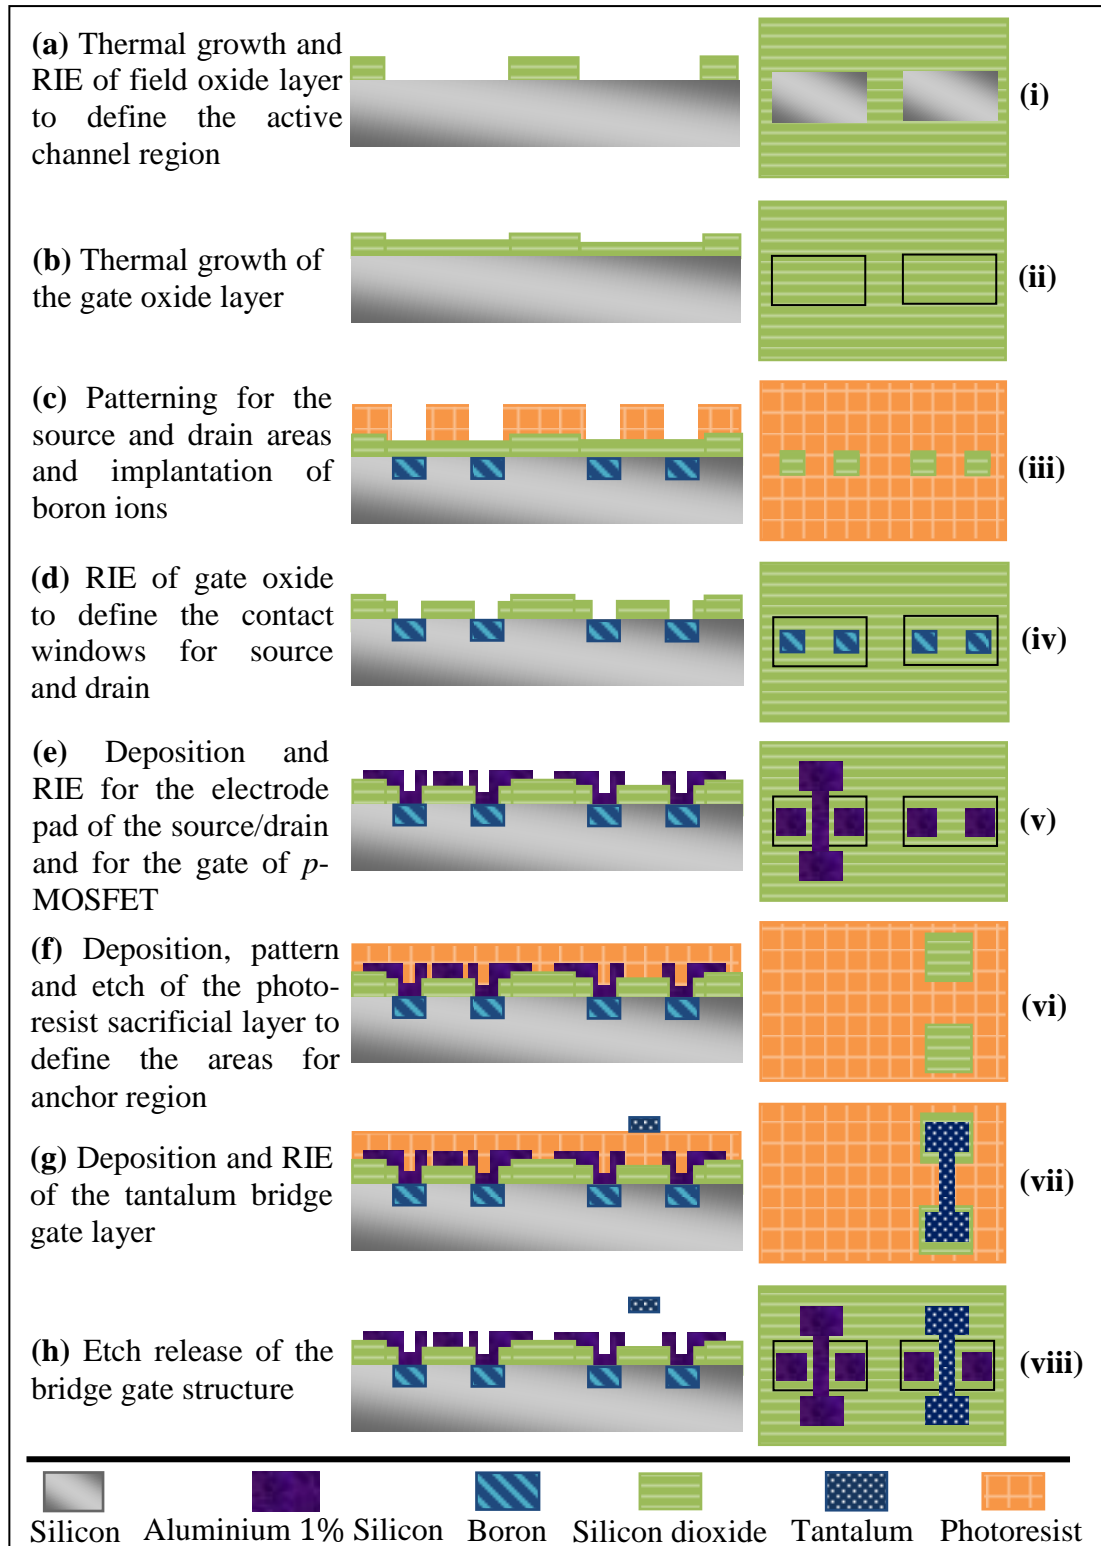 (a) Thermal growth and
RIE of field oxide layer
to define the active
channel region
(i)
(b) Thermal growth of
the gate oxide layer
(ii)
(c) Patterning for the
source and drain areas
and implantation of
boron ions
(iii)
(d) RIE of gate oxide
to define the contact
windows for source
and drain
(iv)
(e) Deposition and
RIE for the electrode
pad of the source/drain
and for the gate of p-
MOSFET
(v)
(f) Deposition, pattern
and etch of the photo-
resist sacrificial layer to
define the areas for
anchor region
(vi)
(g) Deposition and RIE
of the tantalum bridge
gate layer
(vii)
(h) Etch release of the
bridge gate structure
(viii)
Silicon Aluminium 1% Silicon Boron Silicon dioxide Tantalum Photoresist